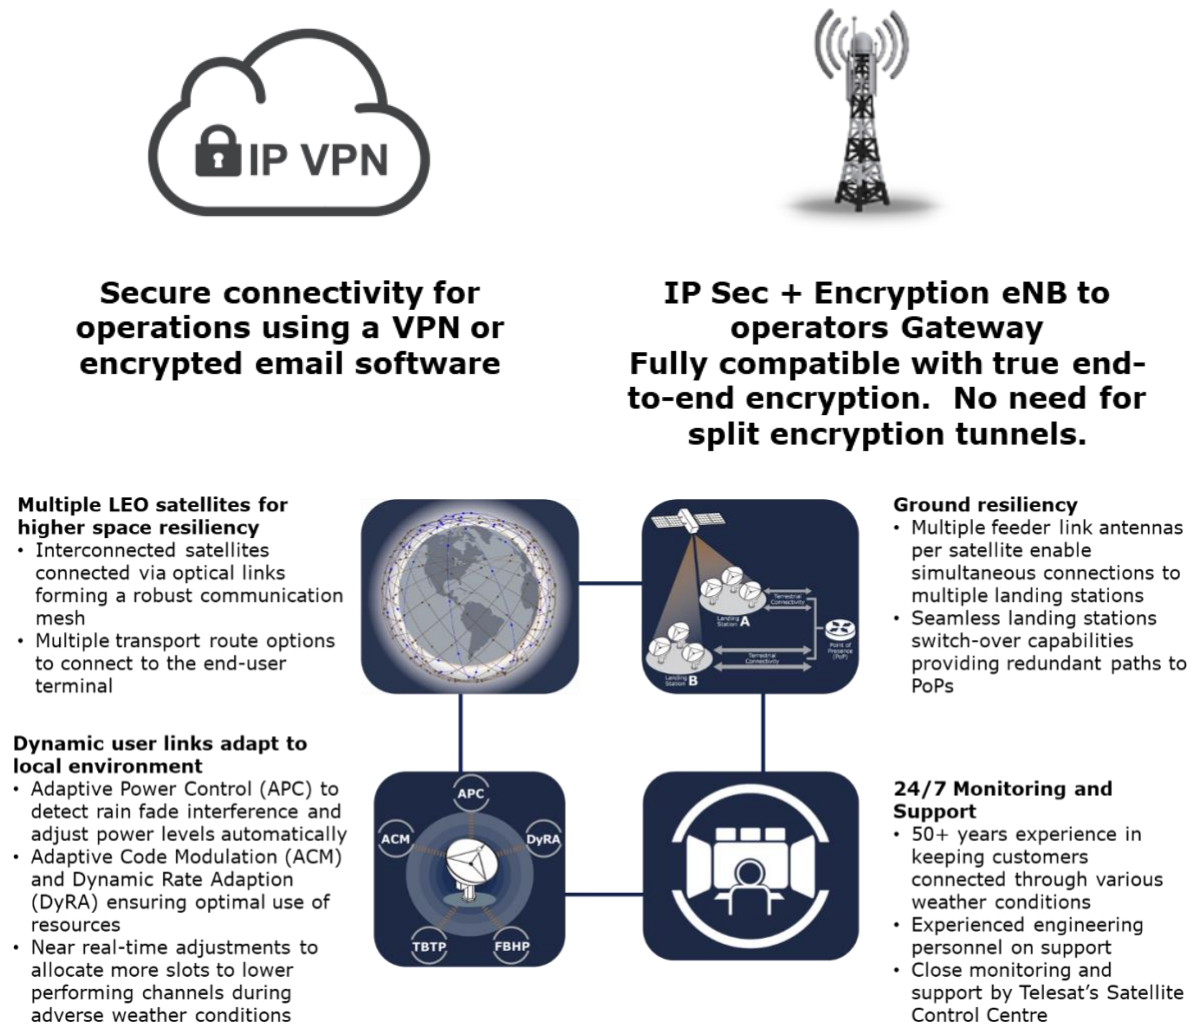 IP VPN
Secure connectivity for
operations using a VPN or
encrypted email software
IP Sec + Encryption eNB to
operators Gateway
Fully compatible with true end-
to-end encryption.  No need for
split encryption tunnels.
Multiple LEO satellites for
higher space resiliency
• Interconnected satellites
connected via optical links
forming a robust communication
mesh
• Multiple transport route options
to connect to the end-user
terminal
Landing
Station A
Terrestrial
Connectivity
Landing
Station B
Terrestrial
Connectivity
Point of
Presence
(PoP)
Ground resiliency
• Multiple feeder link antennas
per satellite enable
simultaneous connections to
multiple landing stations
• Seamless landing stations
switch-over capabilities
providing redundant paths to
PoPs
Dynamic user links adapt to
local environment
• Adaptive Power Control (APC) to
detect rain fade interference and
adjust power levels automatically
• Adaptive Code Modulation (ACM)
and Dynamic Rate Adaption
(DyRA) ensuring optimal use of
resources
• Near real-time adjustments to
allocate more slots to lower
performing channels during
adverse weather conditions
APC
ACM
DyRA
TBTP
FBHP
24/7 Monitoring and
Support
• 50+ years experience in
keeping customers
connected through various
weather conditions
• Experienced engineering
personnel on support
• Close monitoring and
support by Telesat's Satellite
Control Centre